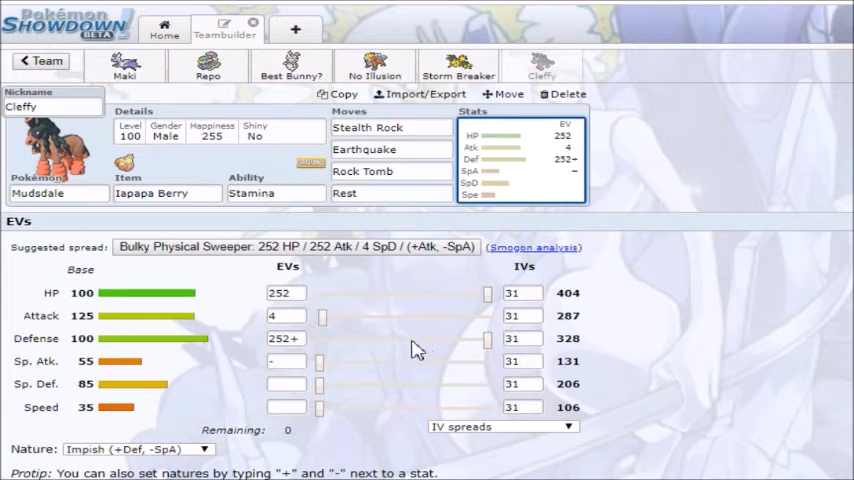 Pokémon
SHOWDOWN!
BETA
Home
Teambuilder
+
< Team
Maki
Repo
Best Bunny?
No Illusion
Storm Breaker
Cleffy
Copy
Import/Export
Move
Delete
Nickname
Cleffy
Details
Level
100
Gender
Male
Happiness
255
Shiny
No
GROUND
Pokémon
Mudsdale
Item
Iapapa Berry
Ability
Stamina
Moves
Stealth Rock
Earthquake
Rock Tomb
Rest
Stats
EV
HP 252
Atk 4
Def 252+
SpA -
SpD
Spe
EVs
Suggested spread: Bulky Physical Sweeper: 252 HP / 252 Atk / 4 SpD / (+Atk, -SpA) (Smogon analysis)
Base EVs IVs
HP 100 252 31 404
Attack 125 4 31 287
Defense 100 252+ 31 328
Sp. Atk. 55 - 31 131
Sp. Def. 85 31 206
Speed 35 31 106
Remaining: 0
IV spreads
Nature: Impish (+Def, -SpA)
Protip: You can also set natures by typing "+" and "-" next to a stat.